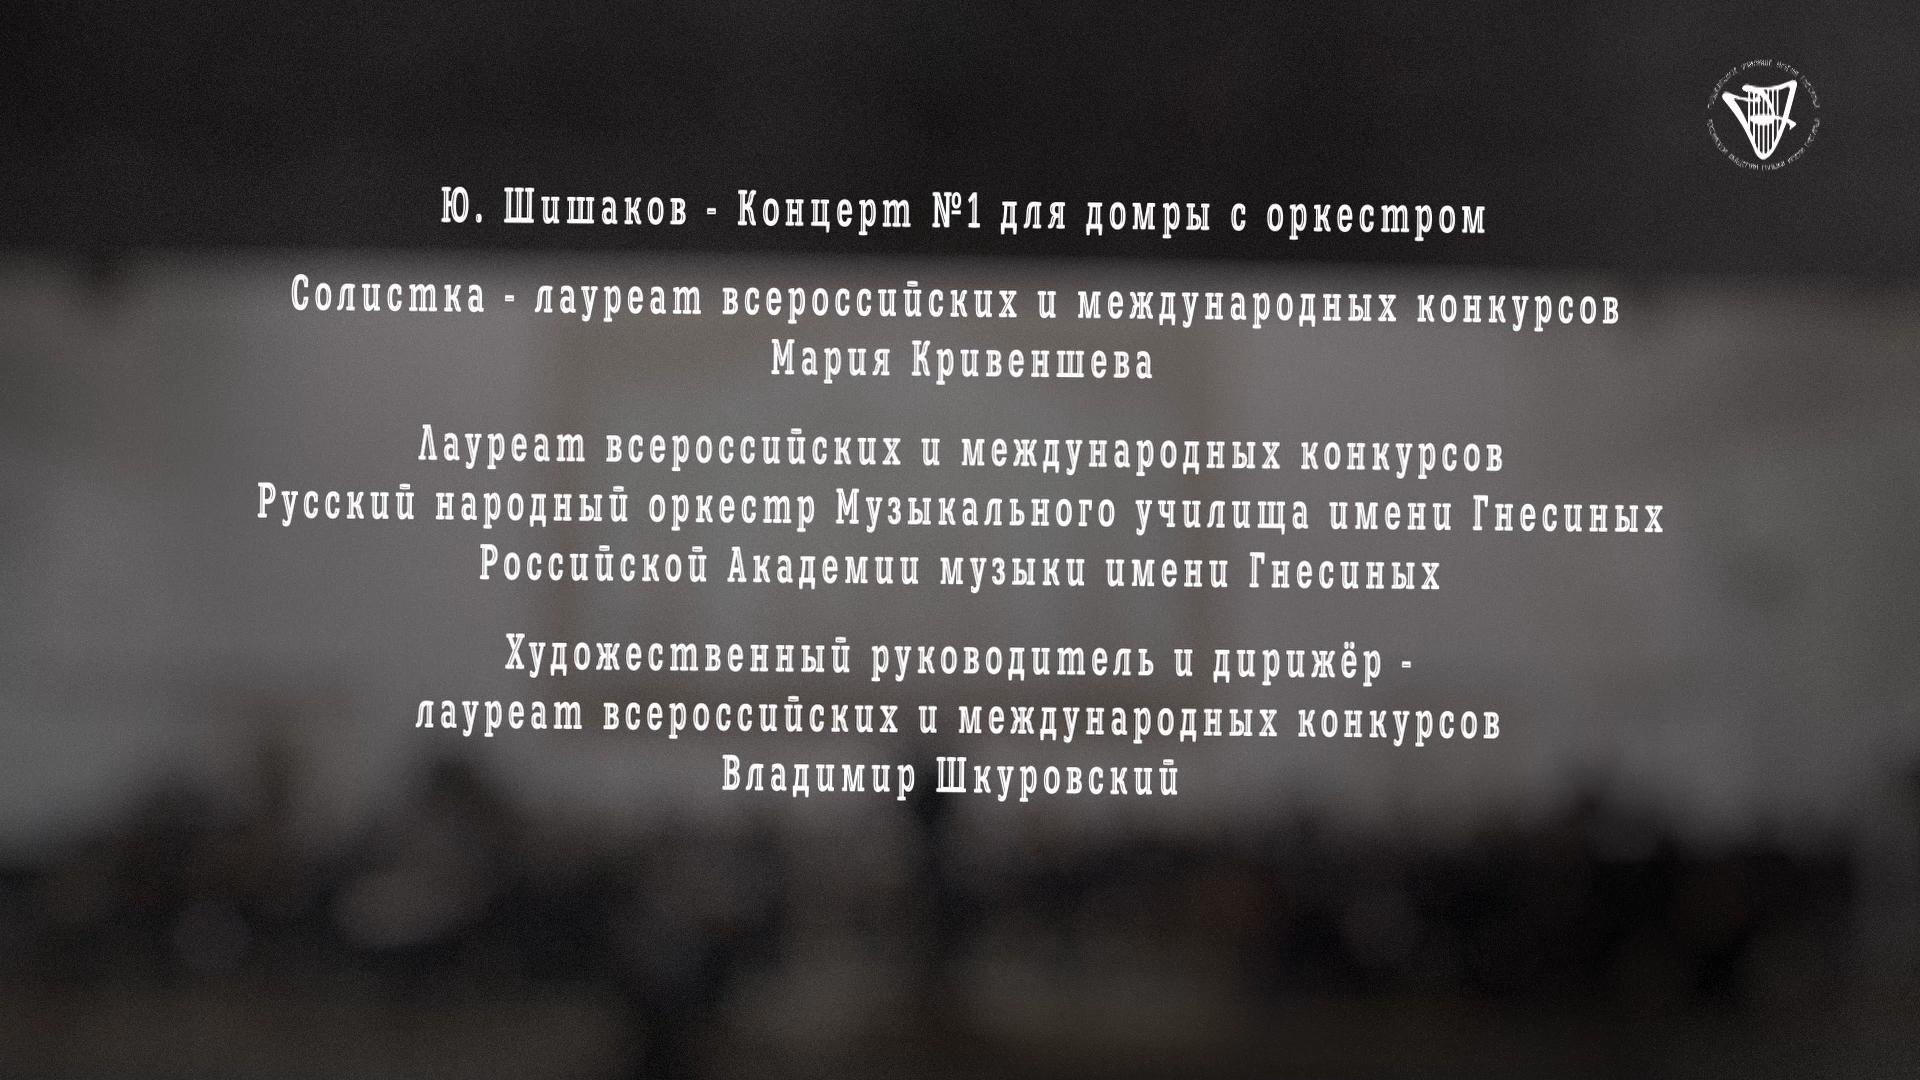 Ю. Шишаков - Концерт №1 для домры с оркестром
Солистка - лауреат всероссийских и международных конкурсов
Мария Кривеншева
Лауреат всероссийских и международных конкурсов
Русский народный оркестр Музыкального училища имени Гнесиных
Российской Академии музыки имени Гнесиных
Художественный руководитель и дирижёр -
лауреат всероссийских и международных конкурсов
Владимир Шкуровский